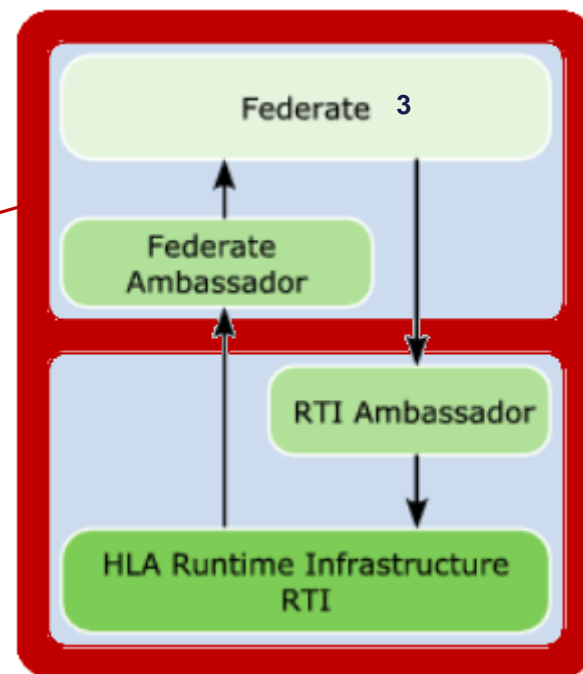 Federate 3
Federate
Ambassador
RTI Ambassador
HLA Runtime Infrastructure
RTI